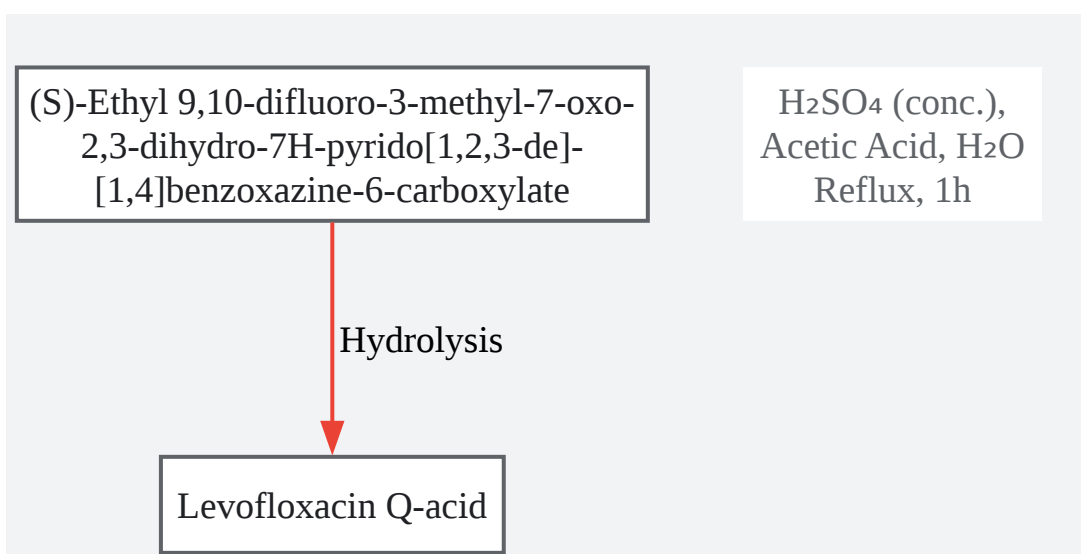 (S)-Ethyl 9,10-difluoro-3-methyl-7-oxo-
2,3-dihydro-7H-pyrido[1,2,3-de]-
[1,4]benzoxazine-6-carboxylate
H₂SO₄ (conc.),
Acetic Acid, H₂O
Reflux, 1h
Hydrolysis
Levofloxacin Q-acid